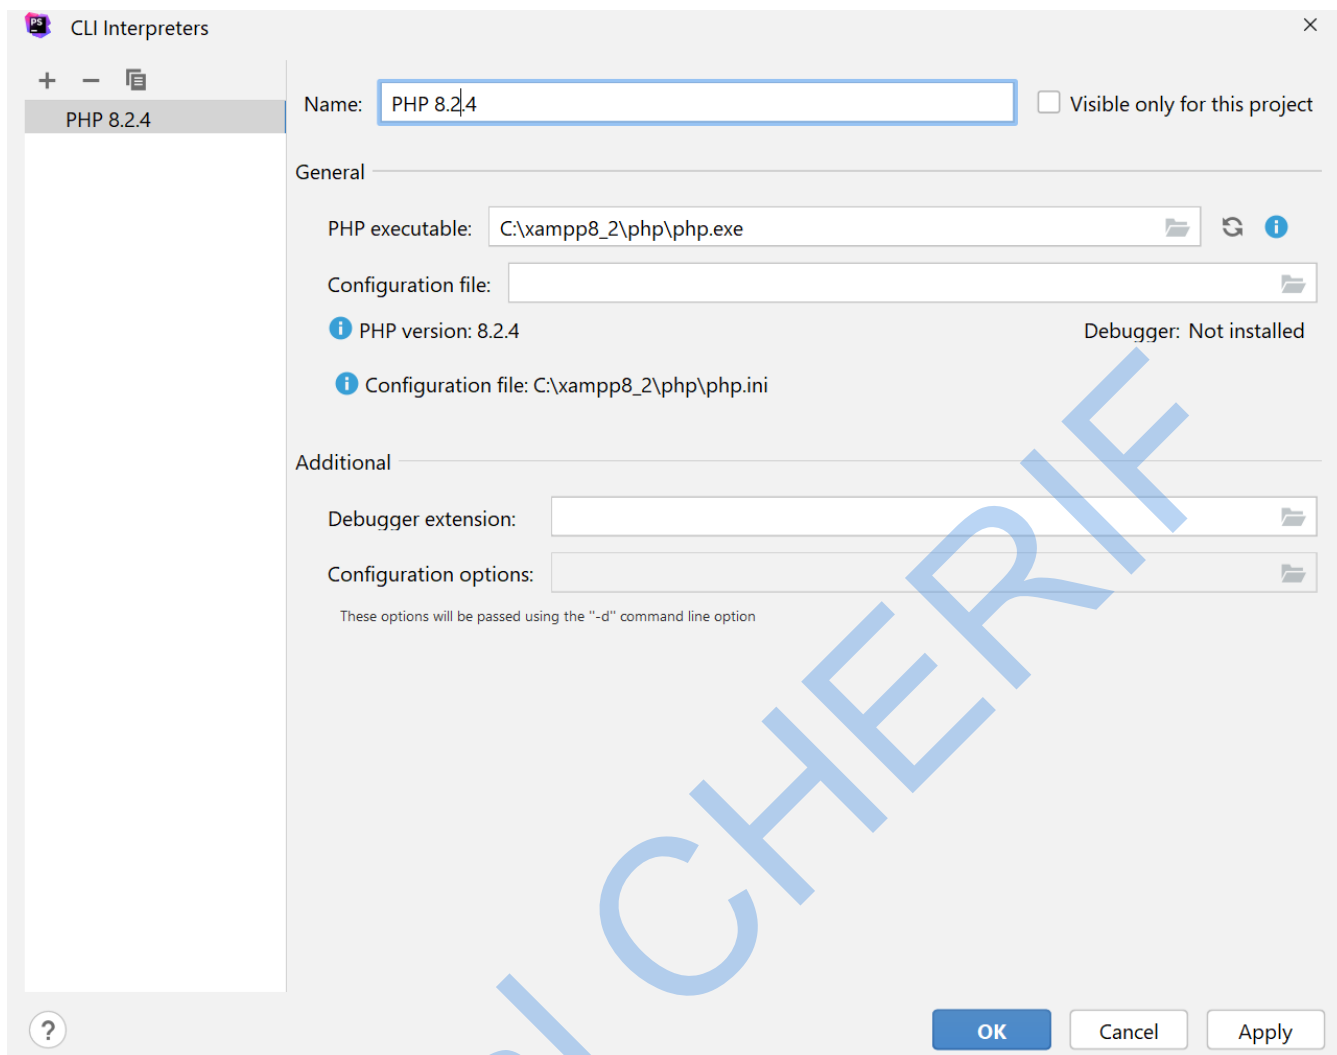 CLI Interpreters
PHP 8.2.4
Name: PHP 8.2.4 Visible only for this project
General
PHP executable: C:\xampp8_2\php\php.exe
Configuration file:
PHP version: 8.2.4 Debugger: Not installed
Configuration file: C:\xampp8_2\php\php.ini
Additional
Debugger extension:
Configuration options:
These options will be passed using the "-d" command line option
CHERIF
? OK Cancel Apply